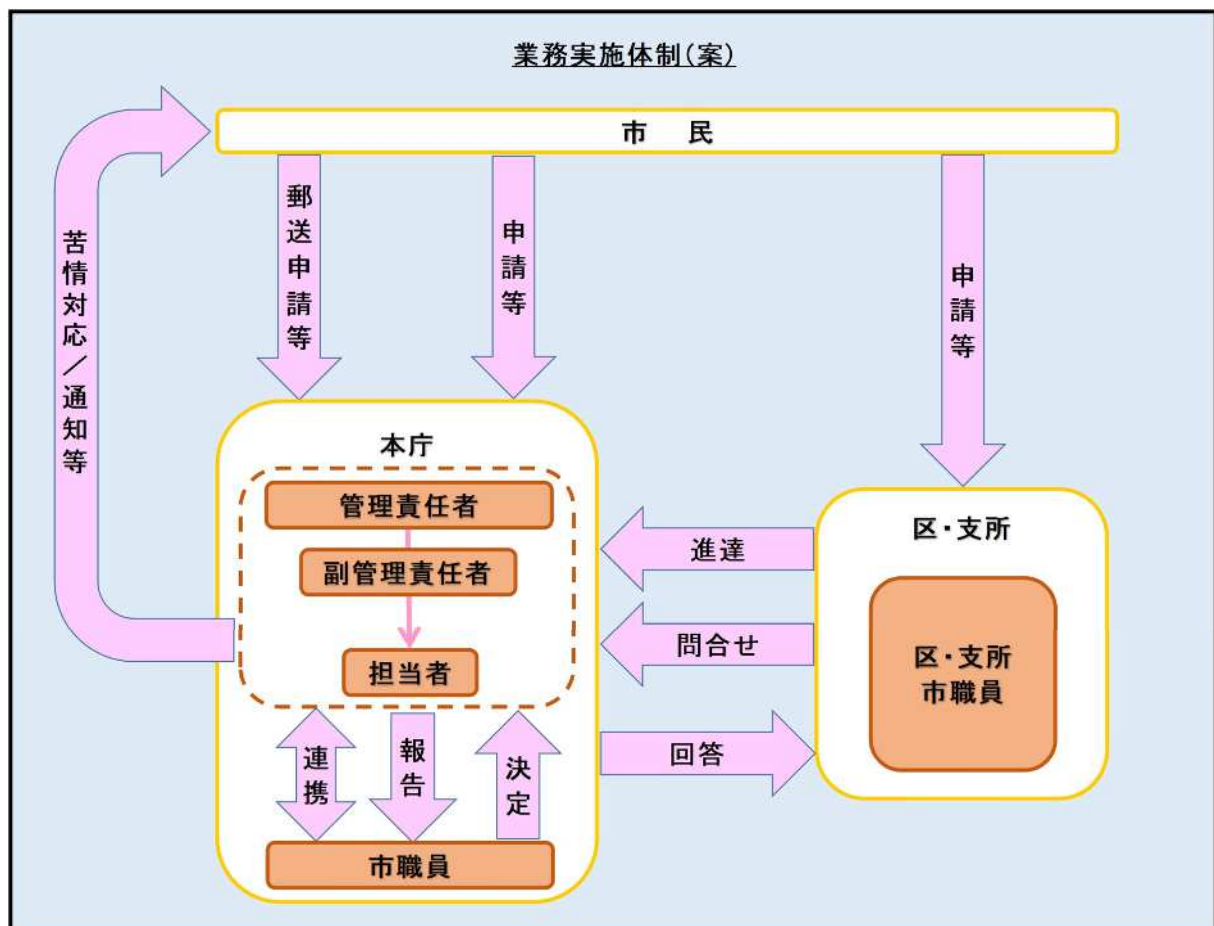 業務実施体制(案)
市 民
郵送申請等
申請等
申請等
苦情対応／通知等
本庁
管理責任者
副管理責任者
担当者
連携
報告
決定
市職員
進達
問合せ
回答
区・支所
区・支所
市職員